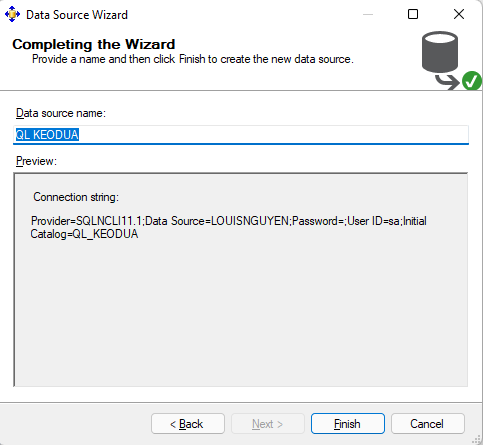 Data Source Wizard
Completing the Wizard
Provide a name and then click Finish to create the new data source.
Data source name:
QL KEODUA
Preview:
Connection string:
Provider=SQLNCLI11.1;Data Source=LOUISNGUYEN;Password=;User ID=sa;Initial
Catalog=QL_KEODUA
< Back
Next >
Finish
Cancel